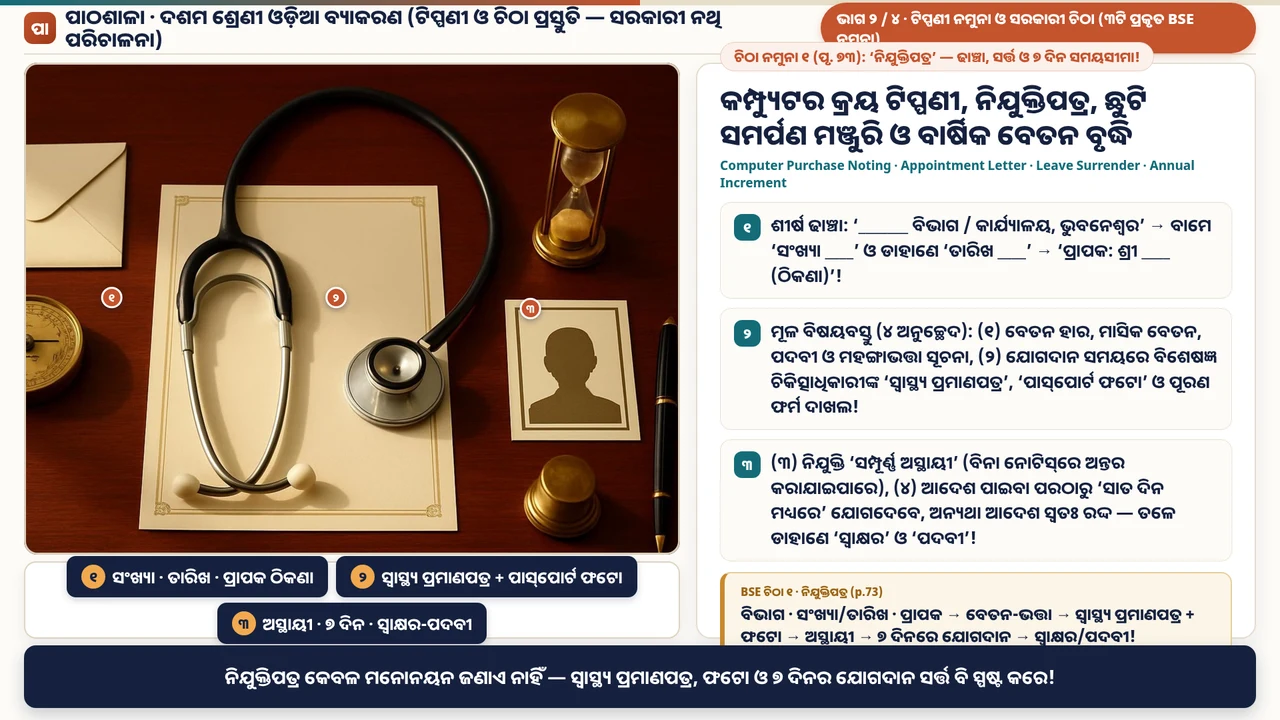 ପା
ପାଠଶାଳା · ଦଶମ ଶ୍ରେଣୀ ଓଡ଼ିଆ ବ୍ୟାକରଣ (ଟିପ୍ପଣୀ ଓ ଚିଠା ପ୍ରସ୍ତୁତି — ସରକାରୀ ନଥି
ପରିଚାଳନା)
ଭାଗ ୨ / ୪ · ଟିପ୍ପଣୀ ନମୁନା ଓ ସରକାରୀ ଚିଠା (୩ଟି ପ୍ରକୃତ BSE
ନମୁନା)
ଚିଠା ନମୁନା ୧ (ପୃ. ୭୩): ‘ନିଯୁକ୍ତିପତ୍ର’ — ଢାଞ୍ଚା, ସର୍ତ୍ତ ଓ ୭ ଦିନ ସମୟସୀମା!
କମ୍ପ୍ୟୁଟର କ୍ରୟ ଟିପ୍ପଣୀ, ନିଯୁକ୍ତିପତ୍ର, ଛୁଟି
ସମର୍ପଣ ମଞ୍ଜୁରି ଓ ବାର୍ଷିକ ବେତନ ବୃଦ୍ଧି
Computer Purchase Noting · Appointment Letter · Leave Surrender · Annual
Increment
୧
ଶୀର୍ଷ ଢାଞ୍ଚା: ‘______ ବିଭାଗ / କାର୍ଯ୍ୟାଳୟ, ଭୁବନେଶ୍ୱର’ → ବାମେ
‘ସଂଖ୍ୟା ___’ ଓ ଡାହାଣେ ‘ତାରିଖ ___’ → ‘ପ୍ରାପକ: ଶ୍ରୀ ___
(ଠିକଣା)’!
୨
ମୂଳ ବିଷୟବସ୍ତୁ (୪ ଅନୁଚ୍ଛେଦ): (୧) ବେତନ ହାର, ମାସିକ ବେତନ,
ପଦବୀ ଓ ମହଙ୍ଗାଭତ୍ତା ସୂଚନା, (୨) ଯୋଗଦାନ ସମୟରେ ବିଶେଷଜ୍ଞ
ଚିକିତ୍ସାଧିକାରୀଙ୍କ ‘ସ୍ୱାସ୍ଥ୍ୟ ପ୍ରମାଣପତ୍ର’, ‘ପାସ୍‌ପୋର୍ଟ ଫଟୋ’ ଓ ପୂରଣ
ଫର୍ମ ଦାଖଲ!
୩
(୩) ନିଯୁକ୍ତି ‘ସମ୍ପୂର୍ଣ୍ଣ ଅସ୍ଥାୟୀ’ (ବିନା ନୋଟିସ୍‌ରେ ଅନ୍ତର
କରାଯାଇପାରେ), (୪) ଆଦେଶ ପାଇବା ପରଠାରୁ ‘ସାତ ଦିନ
ମଧ୍ୟରେ’ ଯୋଗଦେବେ, ଅନ୍ୟଥା ଆଦେଶ ସ୍ୱତଃ ରଦ୍ଦ — ତଳେ
ଡାହାଣେ ‘ସ୍ୱାକ୍ଷର’ ଓ ‘ପଦବୀ’!
BSE ଚିଠା ୧ · ନିଯୁକ୍ତିପତ୍ର (p.73)
ବିଭାଗ · ସଂଖ୍ୟା/ତାରିଖ · ପ୍ରାପକ → ବେତନ-ଭତ୍ତା → ସ୍ୱାସ୍ଥ୍ୟ ପ୍ରମାଣପତ୍ର +
ଫଟୋ → ଅସ୍ଥାୟୀ → ୭ ଦିନରେ ଯୋଗଦାନ → ସ୍ୱାକ୍ଷର/ପଦବୀ!
୧
୨
୩
୧ ସଂଖ୍ୟା · ତାରିଖ · ପ୍ରାପକ ଠିକଣା
୨ ସ୍ୱାସ୍ଥ୍ୟ ପ୍ରମାଣପତ୍ର + ପାସ୍‌ପୋର୍ଟ ଫଟୋ
୩ ଅସ୍ଥାୟୀ · ୭ ଦିନ · ସ୍ୱାକ୍ଷର-ପଦବୀ
ନିଯୁକ୍ତିପତ୍ର କେବଳ ମନୋନୟନ ଜଣାଏ ନାହିଁ — ସ୍ୱାସ୍ଥ୍ୟ ପ୍ରମାଣପତ୍ର, ଫଟୋ ଓ ୭ ଦିନର ଯୋଗଦାନ ସର୍ତ୍ତ ବି ସ୍ପଷ୍ଟ କରେ!